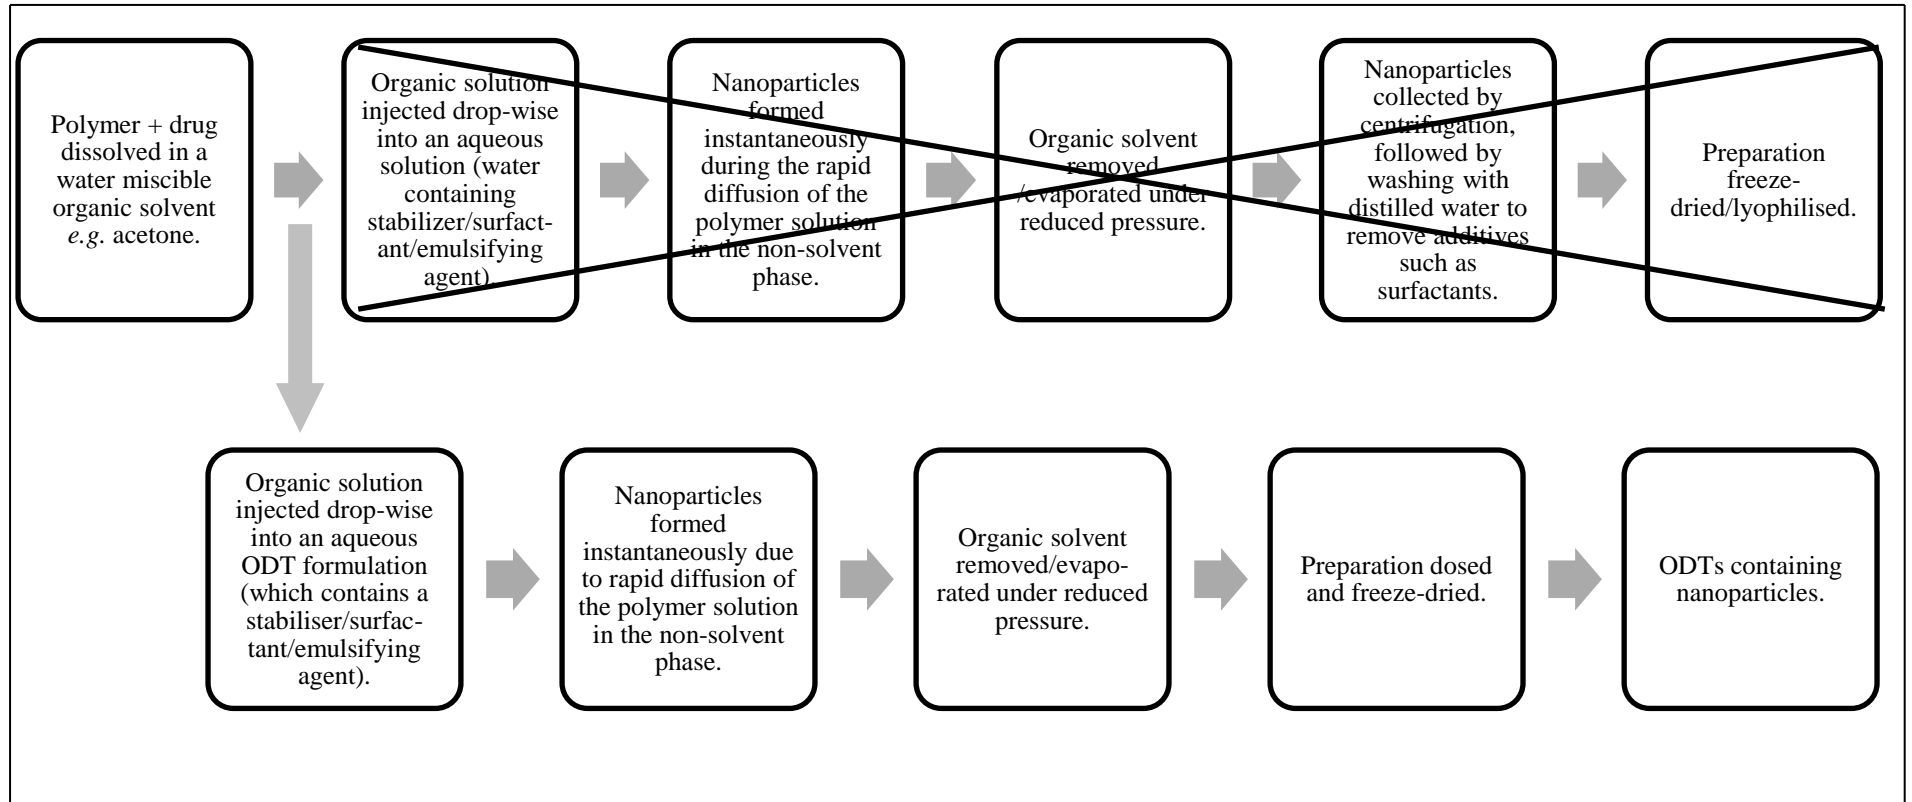 Polymer + drug
dissolved in a
water miscible
organic solvent
e.g. acetone.
Organic solution
injected drop-wise
into an aqueous
solution (water
containing
stabilizer/surfact-
ant/emulsifying
agent).
Nanoparticles
formed
instantaneously
during the rapid
diffusion of the
polymer solution
in the non-solvent
phase.
Organic solvent
removed
/evaporated under
reduced pressure.
Nanoparticles
collected by
centrifugation,
followed by
washing with
distilled water to
remove additives
such as
surfactants.
Preparation
freeze-
dried/lyophilised.
Organic solution
injected drop-wise
into an aqueous
ODT formulation
(which contains a
stabiliser/surfac-
tant/emulsifying
agent).
Nanoparticles
formed
instantaneously due
to rapid diffusion of
the polymer solution
in the non-solvent
phase.
Organic solvent
removed/evapo-
rated under reduced
pressure.
Preparation dosed
and freeze-dried.
ODTs containing
nanoparticles.